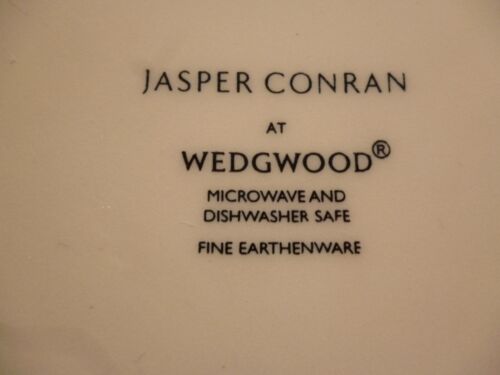 JASPER CONRAN
AT
WEDGWOOD®
MICROWAVE AND
DISHWASHER SAFE
FINE EARTHENWARE